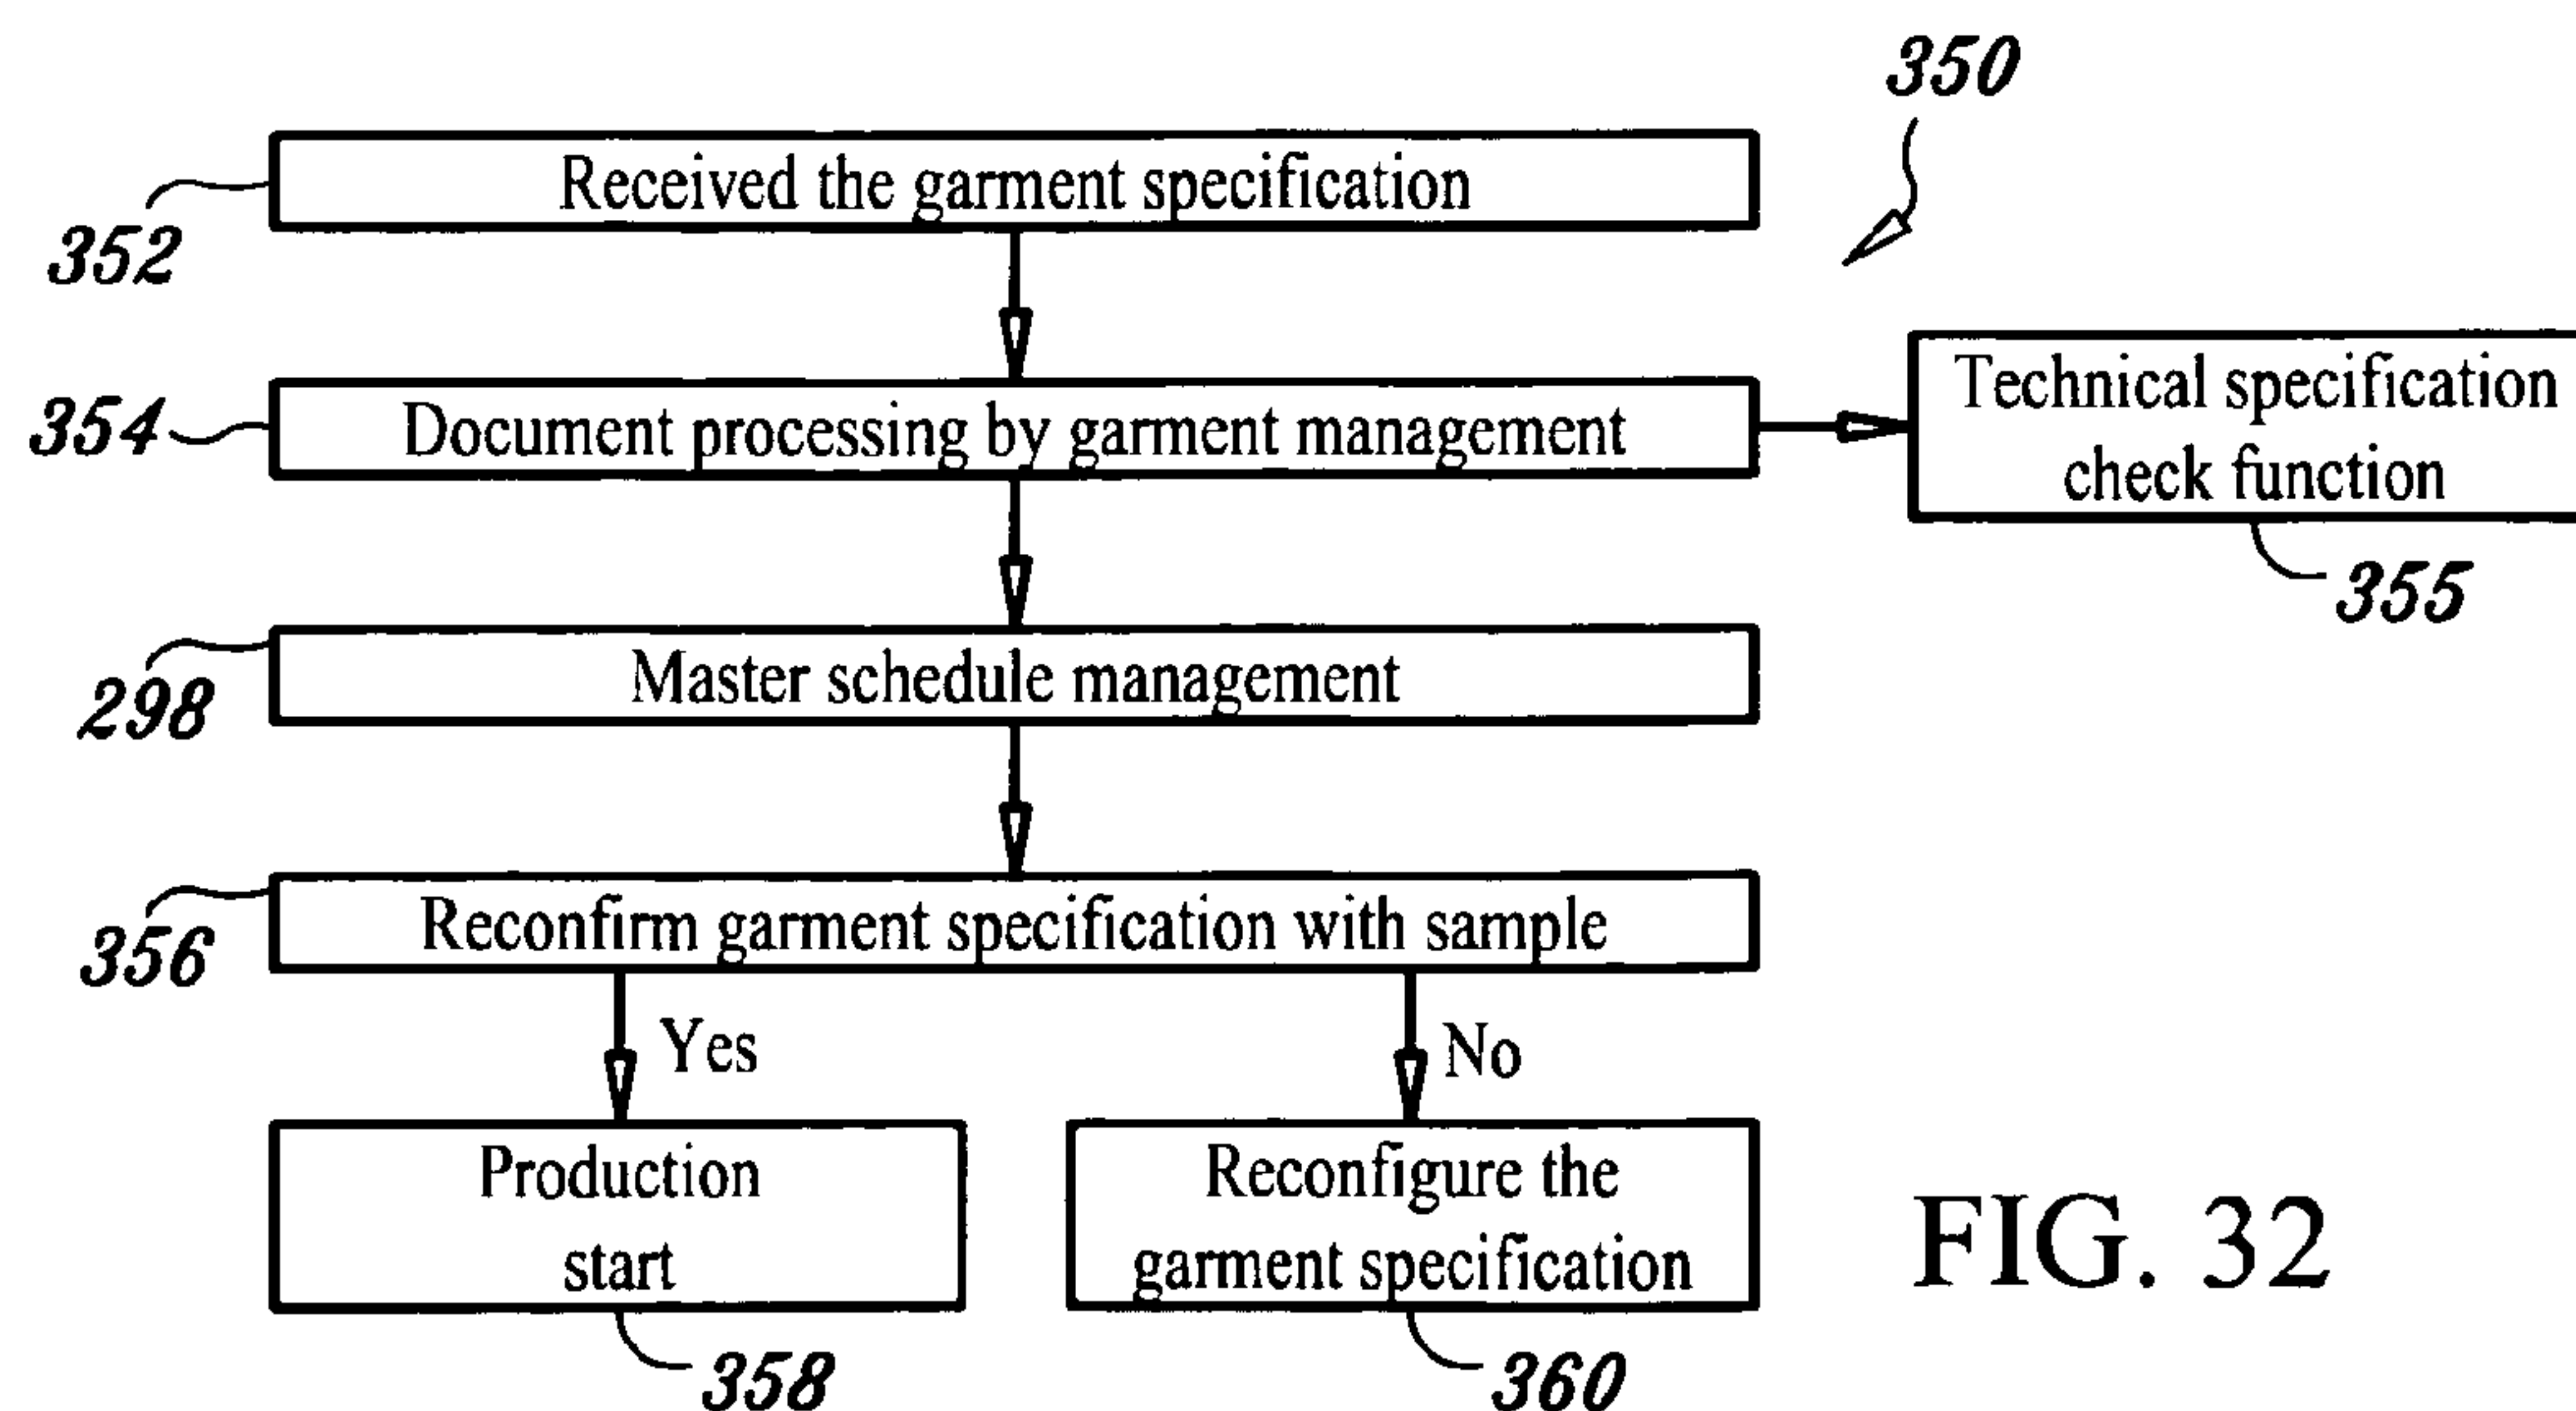 350
Received the garment specification
352
354
Document processing by garment management
Technical specification
check function
355
298
Master schedule management
356
Reconfirm garment specification with sample
Yes
No
Production
start
Reconfigure the
garment specification
358
360
FIG. 32